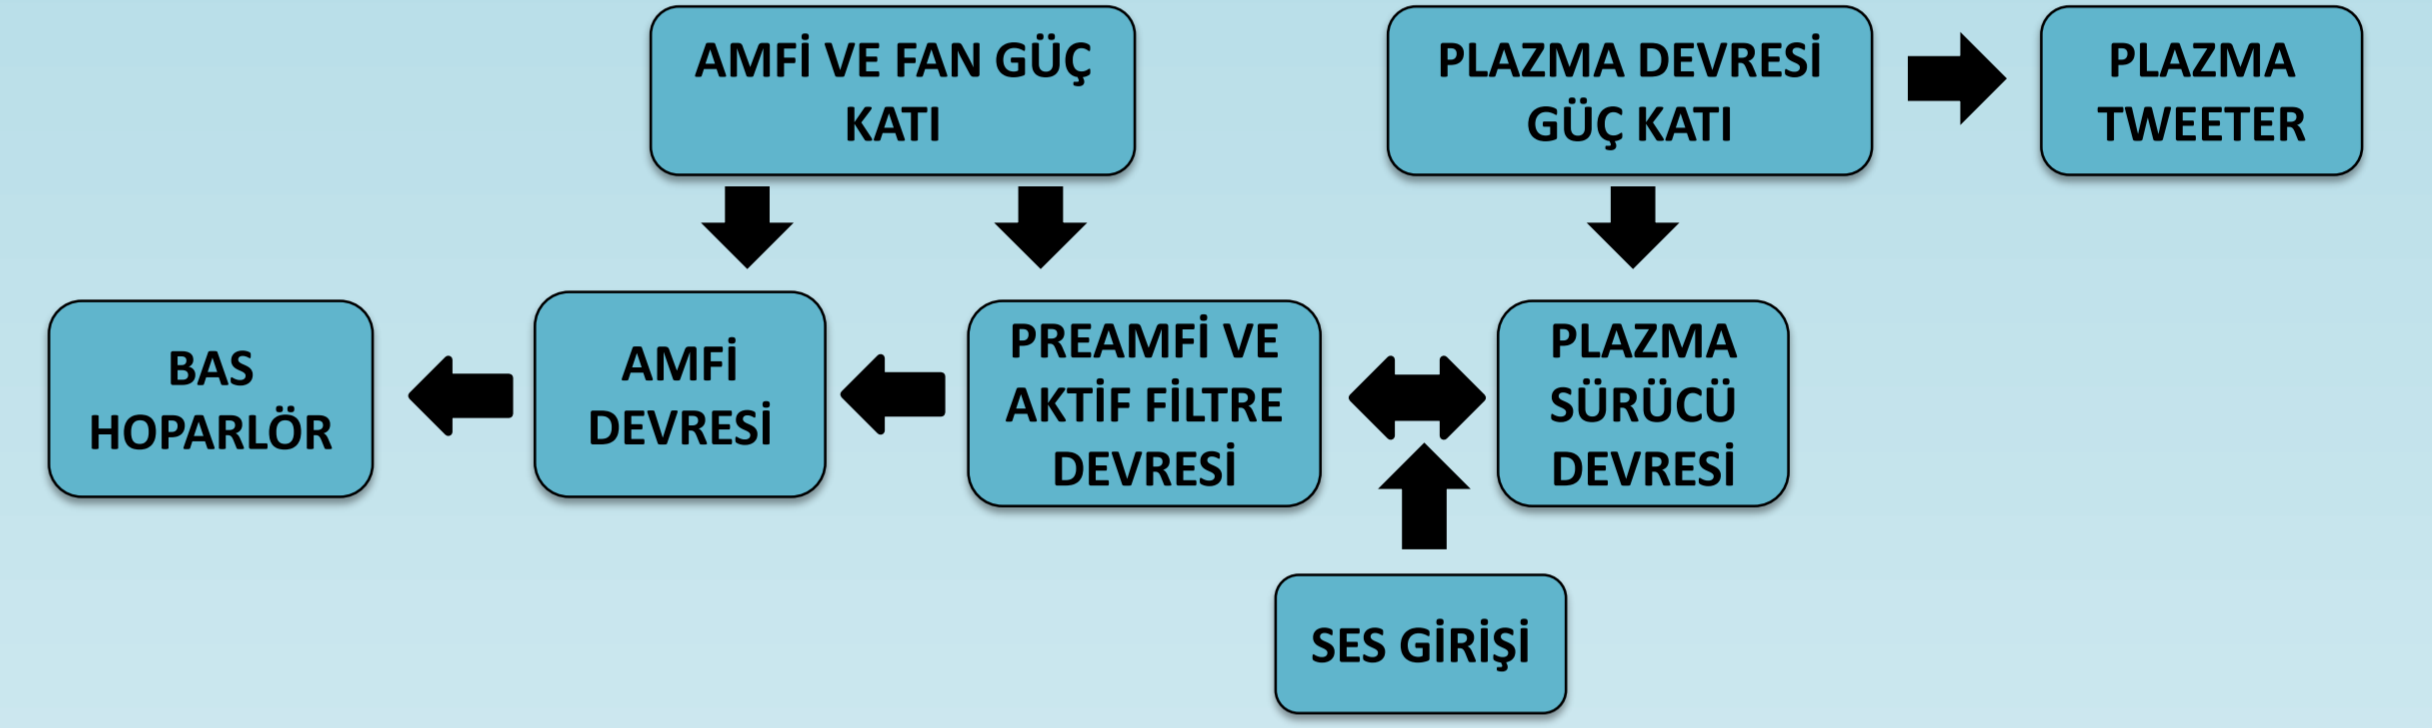 AMFİ VE FAN GÜÇ
KATI
PLAZMA DEVRESİ
GÜÇ KATI
PLAZMA
TWEETER
BAS
HOPARLÖR
AMFİ
DEVRESİ
PREAMFİ VE
AKTİF FİLTRE
DEVRESİ
PLAZMA
SÜRÜCÜ
DEVRESİ
SES GİRİŞİ